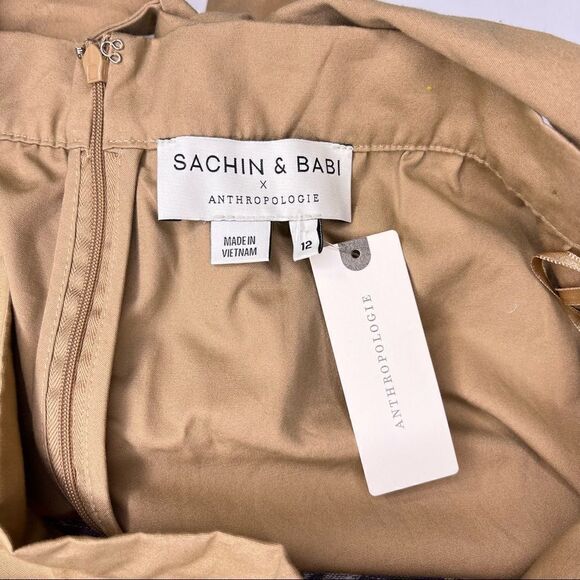 SACHIN & BABI
X
ANTHROPOLOGIE
MADE IN
VIETNAM
12
ANTHROPOLOGIE